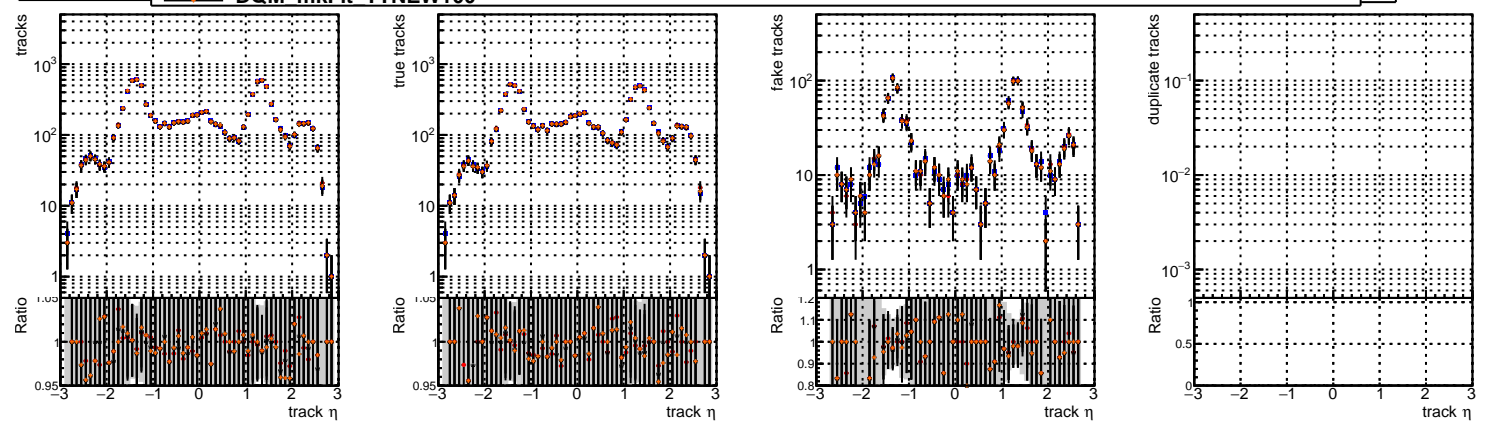 tracks
10³
10²
10
1
1.05
Ratio
1
0.95
−3 −2 −1 0 1 2 3
track η
true tracks
10³
10²
10
1
1.05
Ratio
1
0.95
−3 −2 −1 0 1 2 3
track η
fake tracks
10²
10
1
1.2
Ratio
1.1
1
0.9
0.8
−3 −2 −1 0 1 2 3
track η
duplicate tracks
10⁻¹
10⁻²
10⁻³
Ratio
1
0.5
0
−3 −2 −1 0 1 2 3
track η